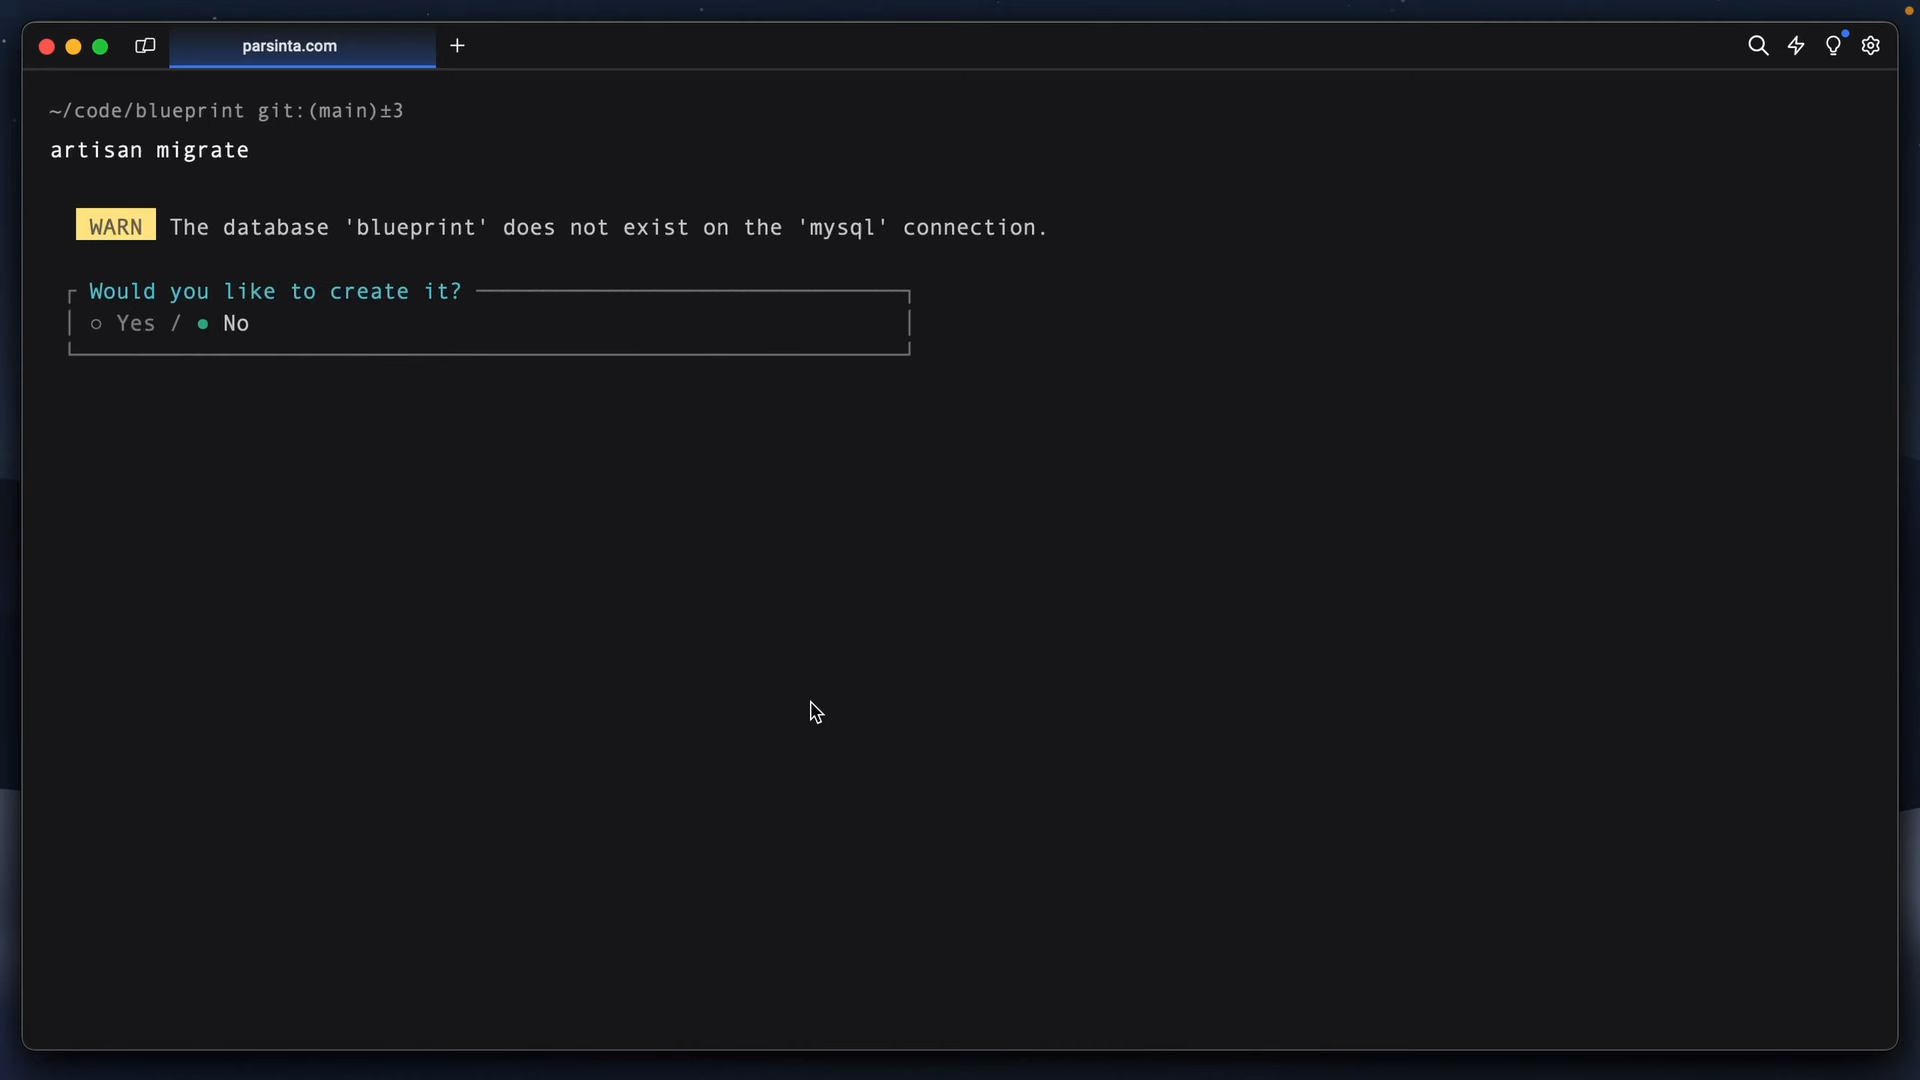 parsinta.com
~/code/blueprint git:(main)±3
artisan migrate
WARN The database 'blueprint' does not exist on the 'mysql' connection.
Would you like to create it?
○ Yes / ● No